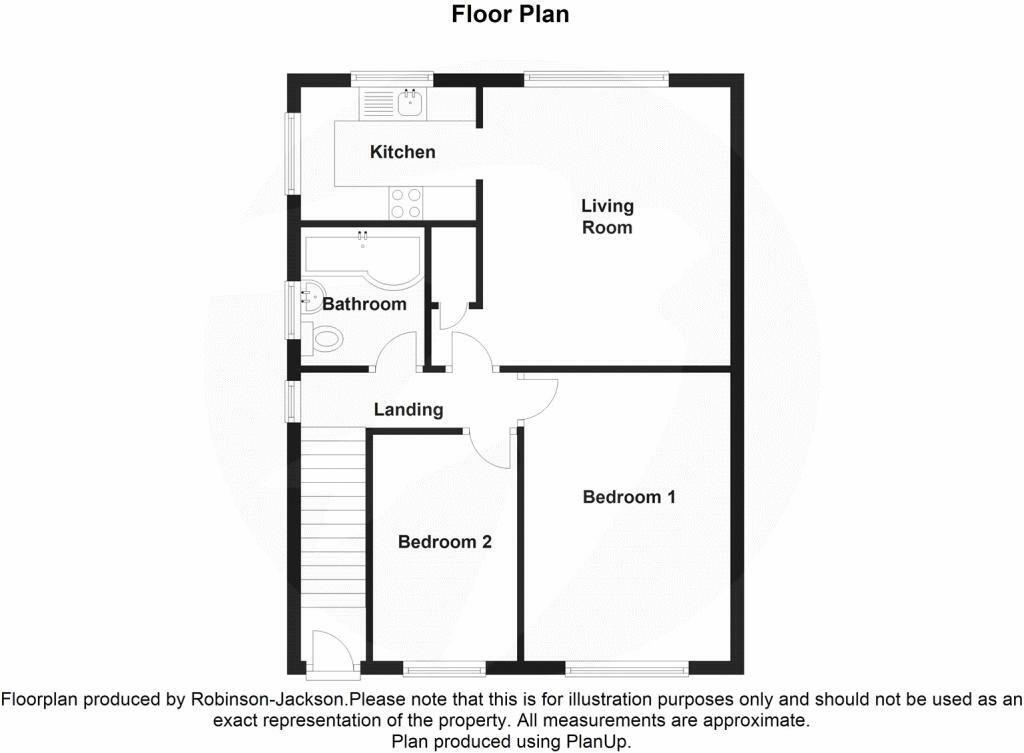 Floor Plan
Kitchen
Living
Room
Bathroom
Landing
Bedroom 1
Bedroom 2
Floorplan produced by Robinson-Jackson.Please note that this is for illustration purposes only and should not be used as an
exact representation of the property. All measurements are approximate.
Plan produced using PlanUp.